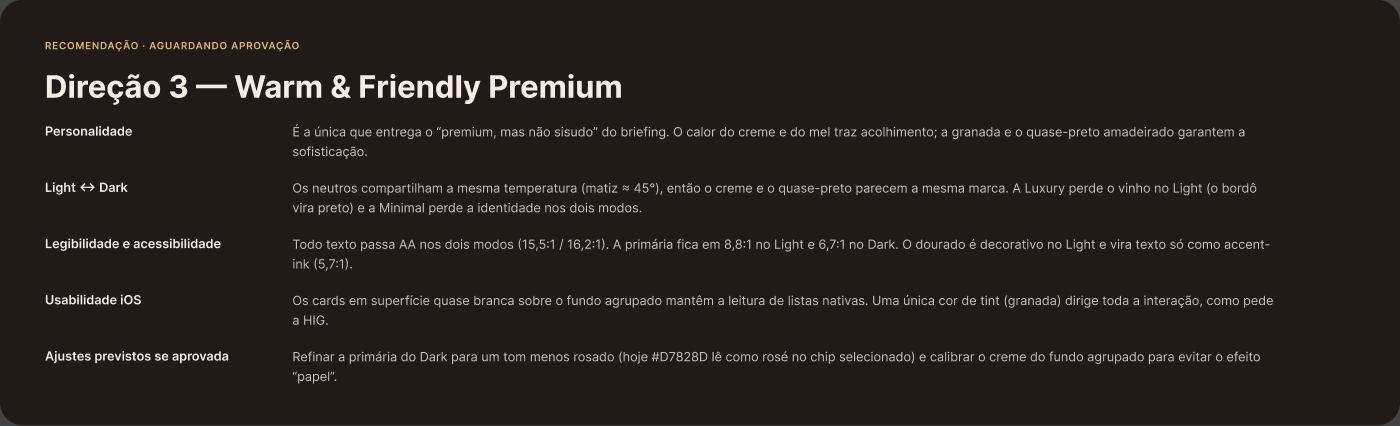 RECOMENDAÇÃO · AGUARDANDO APROVAÇÃO
Direção 3 — Warm & Friendly Premium
Personalidade
É a única que entrega o “premium, mas não sisudo” do briefing. O calor do creme e do mel traz acolhimento; a granada e o quase-preto amadeirado garantem a
sofisticação.
Light ↔ Dark
Os neutros compartilham a mesma temperatura (matiz ≈ 45°), então o creme e o quase-preto parecem a mesma marca. A Luxury perde o vinho no Light (o bordô
vira preto) e a Minimal perde a identidade nos dois modos.
Legibilidade e acessibilidade
Todo texto passa AA nos dois modos (15,5:1 / 16,2:1). A primária fica em 8,8:1 no Light e 6,7:1 no Dark. O dourado é decorativo no Light e vira texto só como accent-
ink (5,7:1).
Usabilidade iOS
Os cards em superfície quase branca sobre o fundo agrupado mantêm a leitura de listas nativas. Uma única cor de tint (granada) dirige toda a interação, como pede
a HIG.
Ajustes previstos se aprovada
Refinar a primária do Dark para um tom menos rosado (hoje #D7828D lê como rosé no chip selecionado) e calibrar o creme do fundo agrupado para evitar o efeito
“papel”.